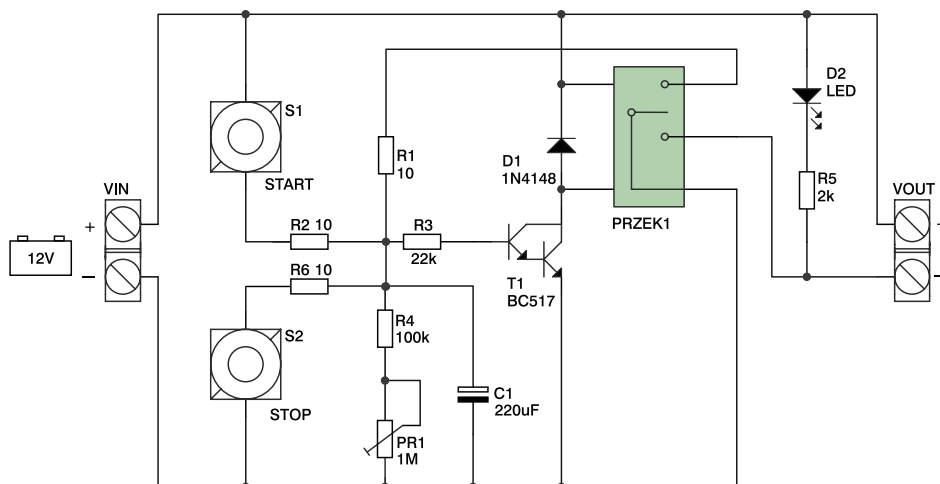 D2
LED
S1
R1
10
D1
1N4148
START
VIN
R5
2k
VOUT
R2 10
R3
PRZEK1
+
12V
22k
–
R6 10
T1
BC517
S2
R4
100k
C1
220uF
STOP
PR1
1M